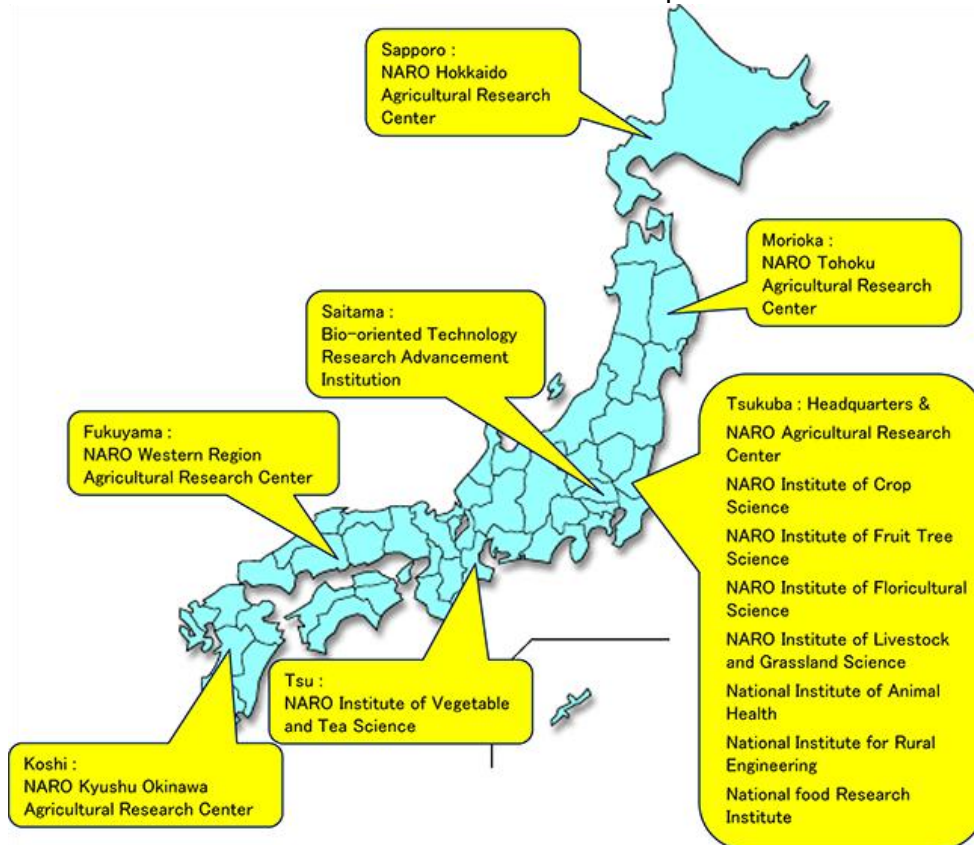 Sapporo :
NARO Hokkaido
Agricultural Research
Center
Morioka :
NARO Tohoku
Agricultural Research
Center
Saitama :
Bio-oriented Technology
Research Advancement
Institution
Tsukuba : Headquarters &
NARO Agricultural Research
Center
NARO Institute of Crop
Science
NARO Institute of Fruit Tree
Science
NARO Institute of Floricultural
Science
NARO Institute of Livestock
and Grassland Science
National Institute of Animal
Health
National Institute for Rural
Engineering
National food Research
Institute
Fukuyama :
NARO Western Region
Agricultural Research Center
Tsu :
NARO Institute of Vegetable
and Tea Science
Koshi :
NARO Kyushu Okinawa
Agricultural Research Center